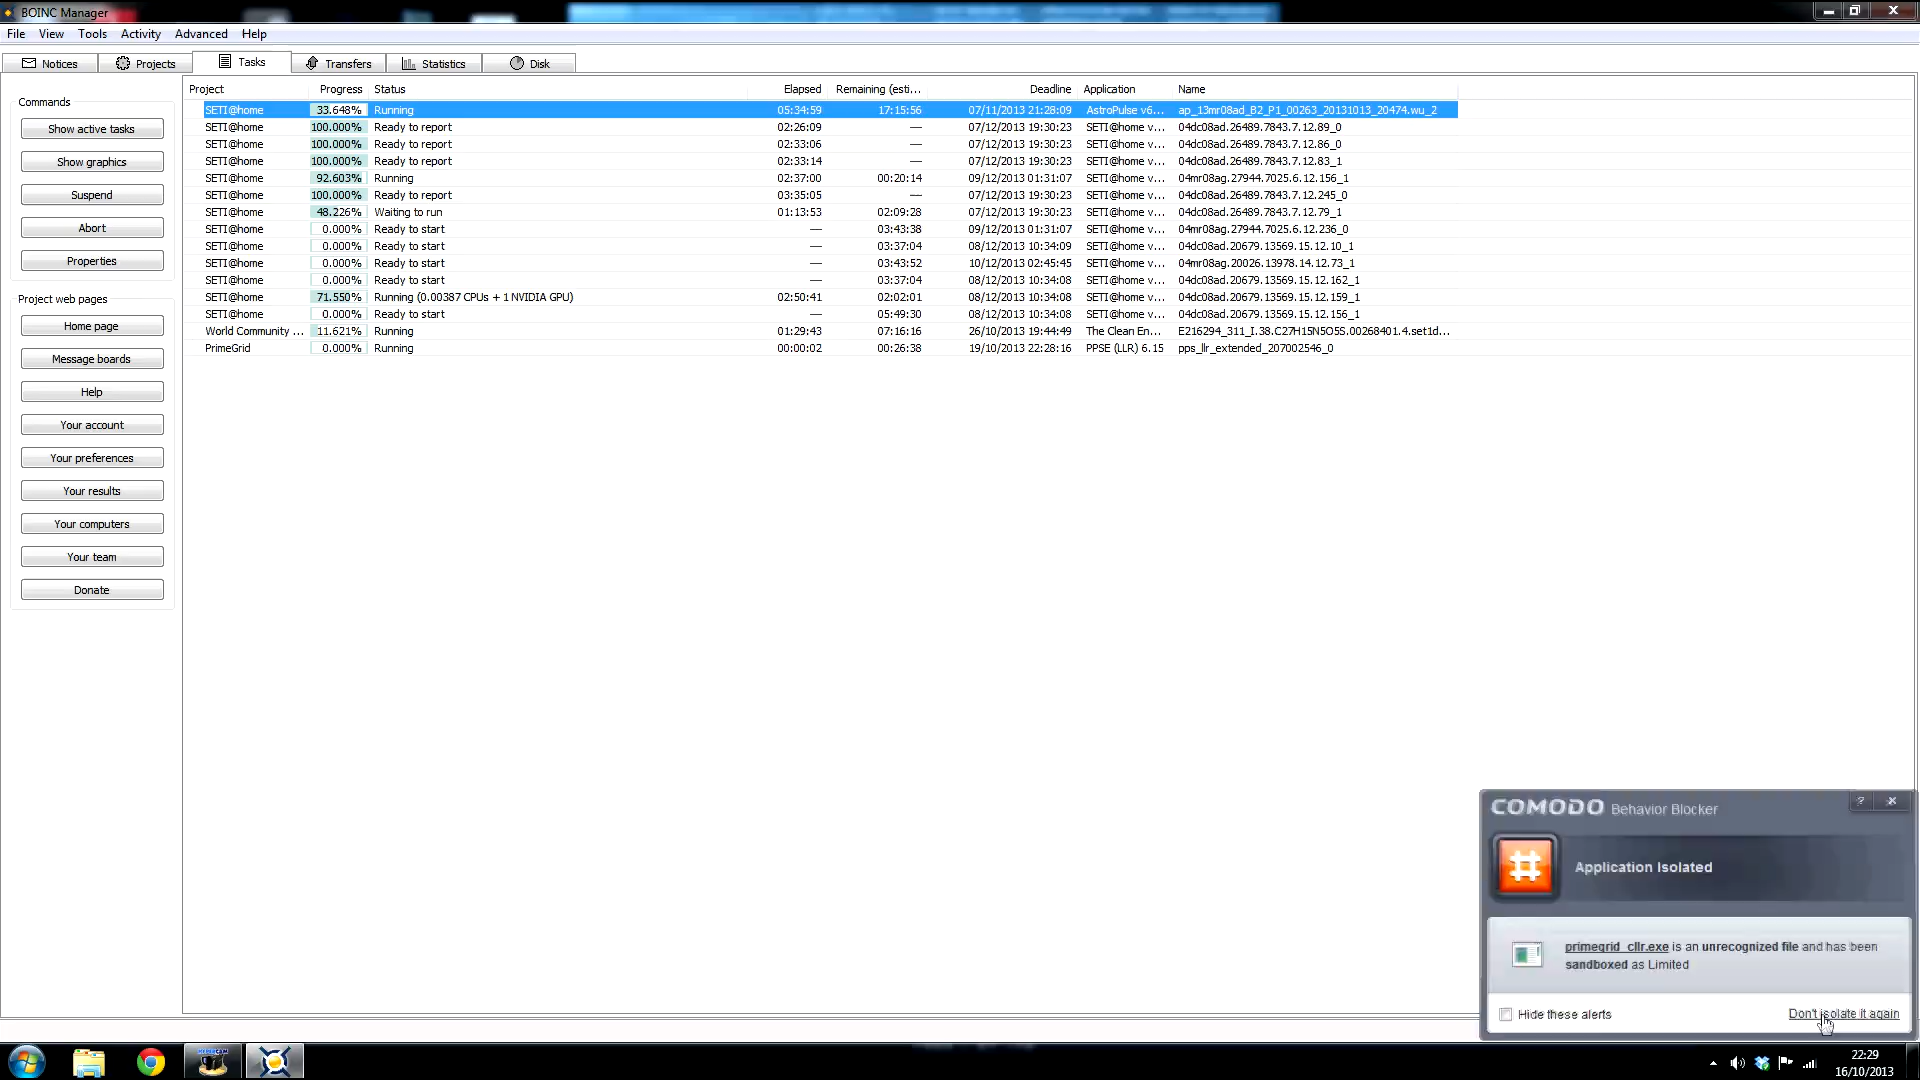 BOINC Manager
File View Tools Activity Advanced Help
Notices Projects Tasks Transfers Statistics Disk
Commands
Show active tasks
Show graphics
Suspend
Abort
Properties
Project web pages
Home page
Message boards
Help
Your account
Your preferences
Your results
Your computers
Your team
Donate
Project Progress Status Elapsed Remaining (esti... Deadline Application Name
SETI@home 33.648% Running 05:34:59 17:15:56 07/11/2013 21:28:09 AstroPulse v6... ap_13mr08ad_B2_P1_00263_20131013_20474.wu_2
SETI@home 100.000% Ready to report 02:26:09 — 07/12/2013 19:30:23 SETI@home v... 04dc08ad.26489.7843.7.12.89_0
SETI@home 100.000% Ready to report 02:33:06 — 07/12/2013 19:30:23 SETI@home v... 04dc08ad.26489.7843.7.12.86_0
SETI@home 100.000% Ready to report 02:33:14 — 07/12/2013 19:30:23 SETI@home v... 04dc08ad.26489.7843.7.12.83_1
SETI@home 92.603% Running 02:37:00 00:20:14 09/12/2013 01:31:07 SETI@home v... 04mr08ag.27944.7025.6.12.156_1
SETI@home 100.000% Ready to report 03:35:05 — 07/12/2013 19:30:23 SETI@home v... 04dc08ad.26489.7843.7.12.245_0
SETI@home 48.226% Waiting to run 01:13:53 02:09:28 07/12/2013 19:30:23 SETI@home v... 04dc08ad.26489.7843.7.12.79_1
SETI@home 0.000% Ready to start — 03:43:38 09/12/2013 01:31:07 SETI@home v... 04mr08ag.27944.7025.6.12.236_0
SETI@home 0.000% Ready to start — 03:37:04 08/12/2013 10:34:09 SETI@home v... 04dc08ad.20679.13569.15.12.10_1
SETI@home 0.000% Ready to start — 03:43:52 10/12/2013 02:45:45 SETI@home v... 04mr08ag.20026.13978.14.12.73_1
SETI@home 0.000% Ready to start — 03:37:04 08/12/2013 10:34:08 SETI@home v... 04dc08ad.20679.13569.15.12.162_1
SETI@home 71.550% Running (0.00387 CPUs + 1 NVIDIA GPU) 02:50:41 02:02:01 08/12/2013 10:34:08 SETI@home v... 04dc08ad.20679.13569.15.12.159_1
SETI@home 0.000% Ready to start — 05:49:30 08/12/2013 10:34:08 SETI@home v... 04dc08ad.20679.13569.15.12.156_1
World Community ... 11.621% Running 01:29:43 07:16:16 26/10/2013 19:44:49 The Clean En... E216294_311_I.38.C27H15N5O5S.00268401.4.set1d...
PrimeGrid 0.000% Running 00:00:02 00:26:38 19/10/2013 22:28:16 PPSE (LLR) 6.15 pps_llr_extended_207002546_0
COMODO Behavior Blocker ?
Application Isolated
primegrid_cllr.exe is an unrecognized file and has been
sandboxed as Limited
Hide these alerts Don't isolate it again
22:29
16/10/2013